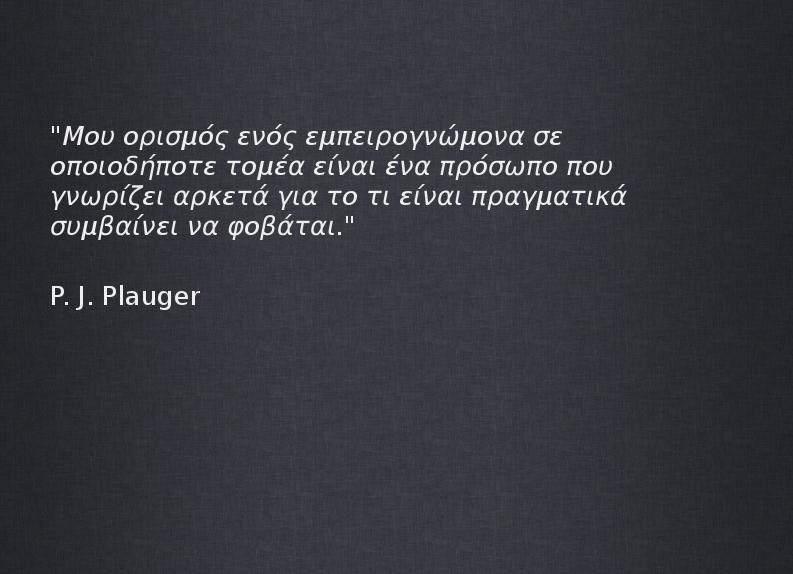 "Μου ορισμός ενός εμπειρογνώμονα σε
οποιοδήποτε τομέα είναι ένα πρόσωπο που
γνωρίζει αρκετά για το τι είναι πραγματικά
συμβαίνει να φοβάται."
P. J. Plauger